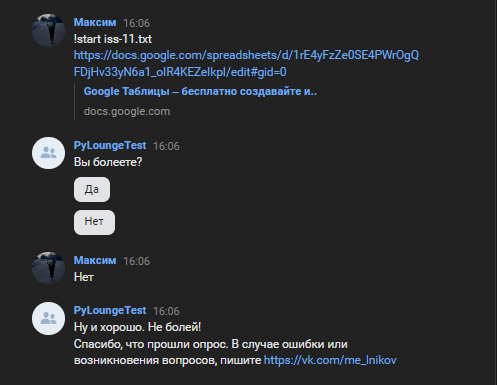 Максим 16:06
!start iss-11.txt
https://docs.google.com/spreadsheets/d/1rE4yFzZe0SE4PWrOgQ
FDjHv33yN6a1_oIR4KEZeIkpI/edit#gid=0
Google Таблицы – бесплатно создавайте и..
docs.google.com
PyLoungeTest 16:06
Вы болеете?
Да
Нет
Максим 16:06
Нет
PyLoungeTest 16:06
Ну и хорошо. Не болей!
Спасибо, что прошли опрос. В случае ошибки или
возникновения вопросов, пишите https://vk.com/me_lnikov